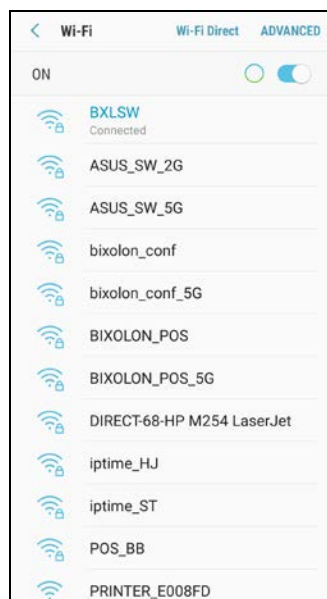 Wi-Fi Wi-Fi Direct ADVANCED
ON
BXLSW
Connected
ASUS_SW_2G
ASUS_SW_5G
bixolon_conf
bixolon_conf_5G
BIXOLON_POS
BIXOLON_POS_5G
DIRECT-68-HP M254 LaserJet
iptime_HJ
iptime_ST
POS_BB
PRINTER_E008FD